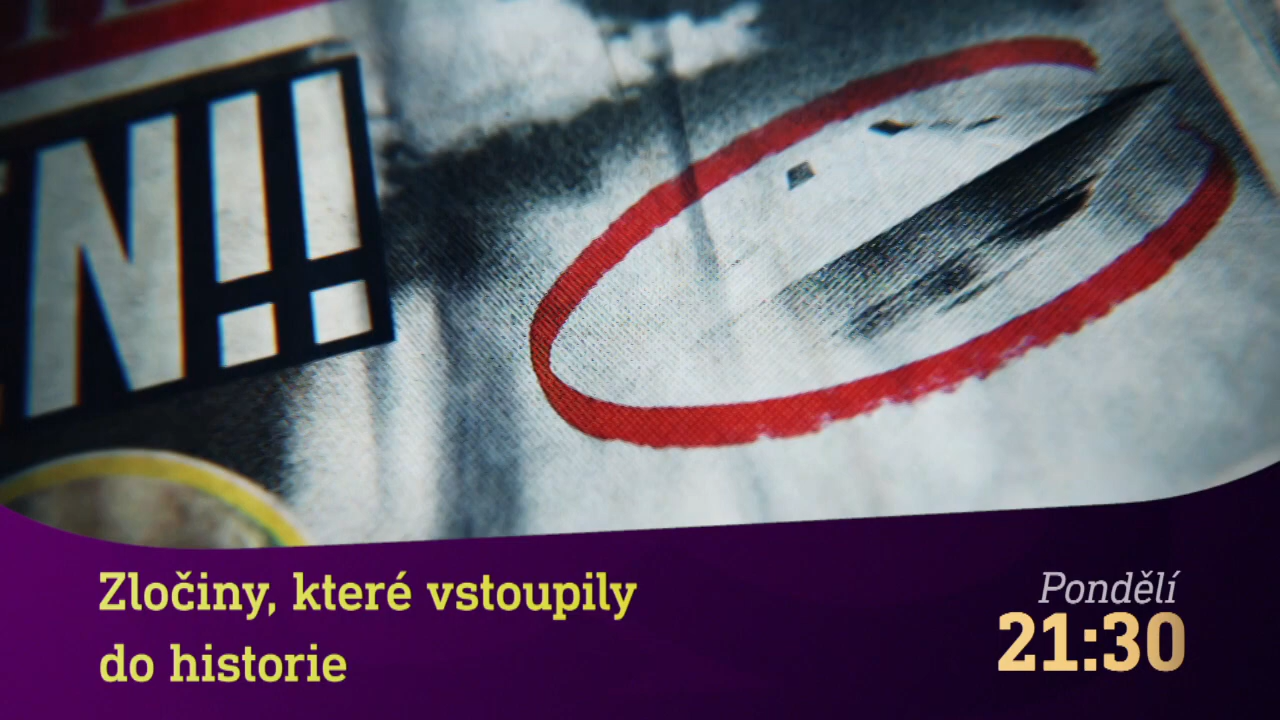 N!!
Zločiny, které vstoupily
do historie
Pondělí
21:30